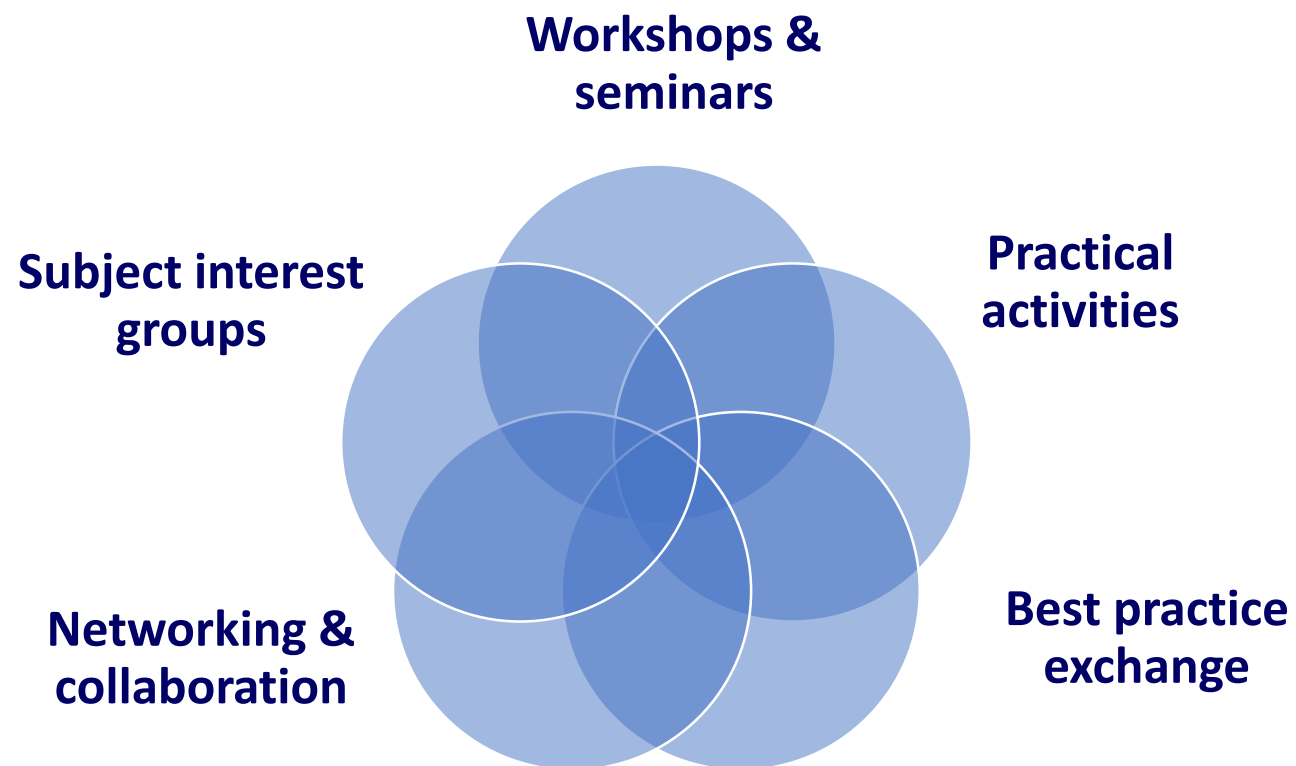 Workshops &
seminars
Practical
activities
Best practice
exchange
Networking &
collaboration
Subject interest
groups